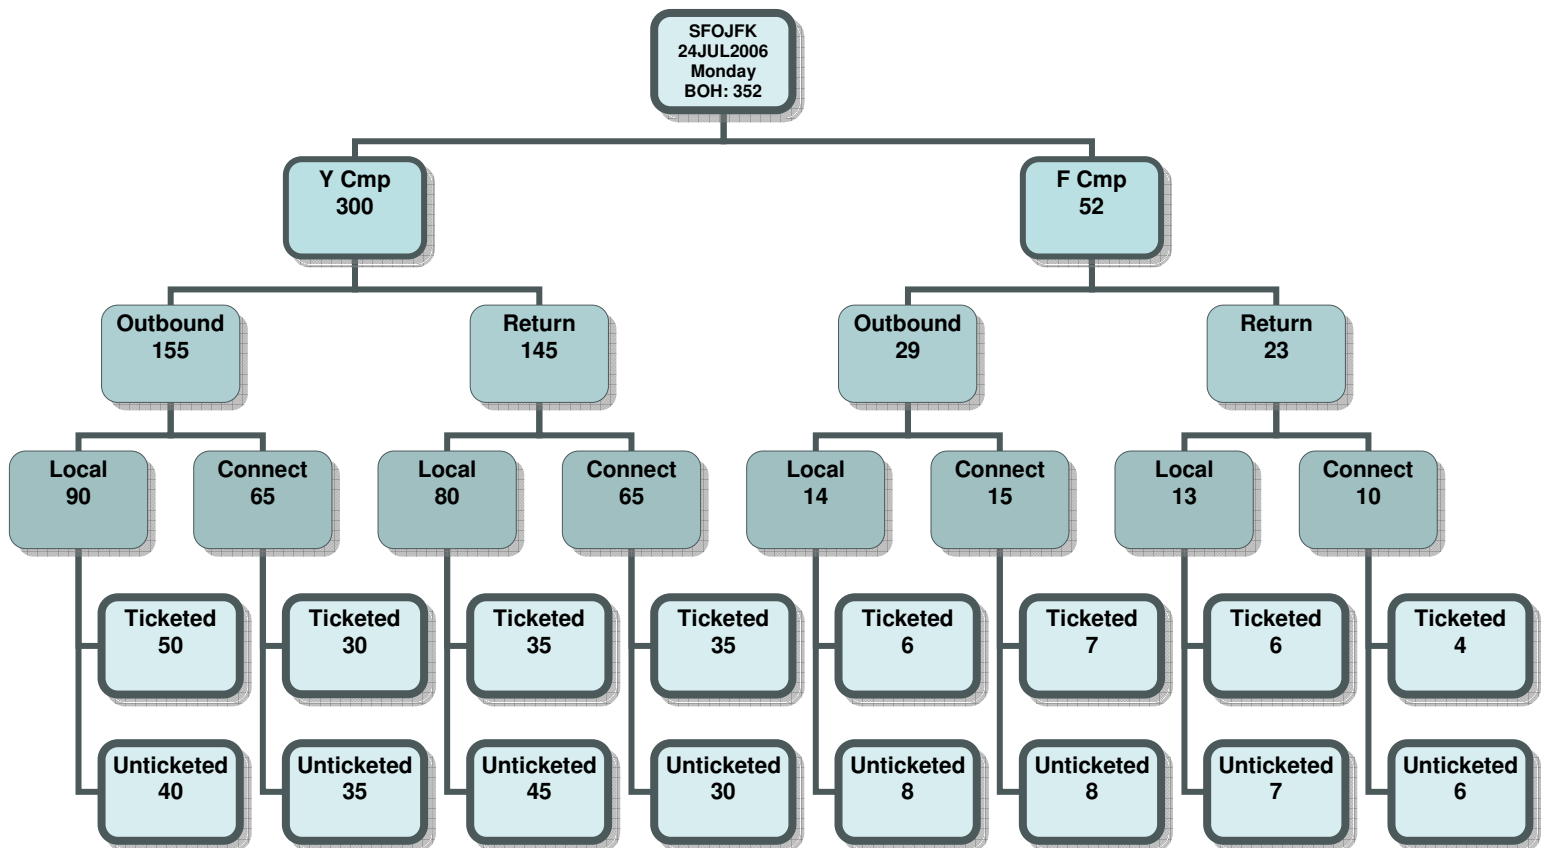 SFOJFK
24JUL2006
Monday
BOH: 352
Y Cmp
300
F Cmp
52
Outbound
155
Return
145
Outbound
29
Return
23
Local
90
Connect
65
Local
80
Connect
65
Local
14
Connect
15
Local
13
Connect
10
Ticketed
50
Ticketed
30
Ticketed
35
Ticketed
35
Ticketed
6
Ticketed
7
Ticketed
6
Ticketed
4
Unticketed
40
Unticketed
35
Unticketed
45
Unticketed
30
Unticketed
8
Unticketed
8
Unticketed
7
Unticketed
6